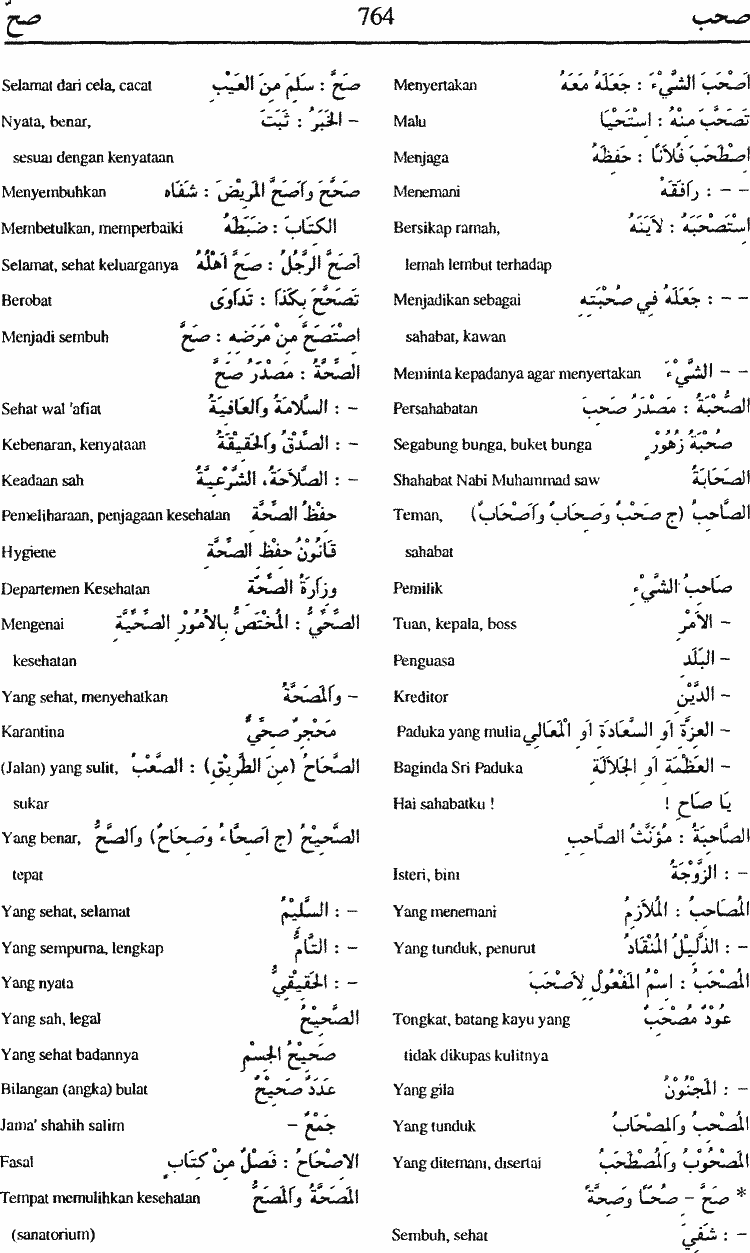 صحب 764 صحّ
أَصْحَبَ الشَّيْءَ : جَعَلَهُ مَعَهُ Menyertakan
تَصَحَّبَ مِنْهُ : اسْتَحْيَا Malu
اصْطَحَبَ فُلَانًا : حَفِظَهُ Menjaga
- - : رَافَقَهُ Menemani
اسْتَصْحَبَهُ : لَايَنَهُ Bersikap ramah,
lemah lembut terhadap
- - : جَعَلَهُ فِي صُحْبَتِهِ Menjadikan sebagai
sahabat, kawan
- - الشَّيْءَ Meminta kepadanya agar menyertakan
الصُّحْبَةُ : مَصْدَرُ صَحِبَ Persahabatan
صُحْبَةُ زُهُورٍ Segabung bunga, buket bunga
الصَّحَابَةُ Shahabat Nabi Muhammad saw
الصَّاحِبُ (ج صَحْبٌ وَصِحَابٌ وَأَصْحَابٌ) Teman,
sahabat
صَاحِبُ الشَّيْءِ Pemilik
- الأَمْرِ Tuan, kepala, boss
- البَلَدِ Penguasa
- الدَّيْنِ Kreditor
- العِزَّةِ أَوِ السَّعَادَةِ أَوِ الْمَعَالِي Paduka yang mulia
- العَظَمَةِ أَوِ الجَلَالَةِ Baginda Sri Paduka
يَا صَاحِ ! Hai sahabatku !
الصَّاحِبَةُ : مُؤَنَّثُ الصَّاحِبِ
- : الزَّوْجَةُ Isteri, bini
المُصَاحِبُ : المُلَازِمُ Yang menemani
- : الذَّلِيلُ المُنْقَادُ Yang tunduk, penurut
المُصْحَبُ : اسْمُ المَفْعُولِ لِأَصْحَبَ
عُوْدٌ مُصْحَبٌ Tongkat, batang kayu yang
tidak dikupas kulitnya
- : المَجْنُوْنُ Yang gila
المُصْحِبُ وَالمِصْحَابُ Yang tunduk
المَصْحُوْبُ وَالمُصْطَحَبُ Yang ditemani, disertai
* صَحَّ - صُحًّا وَصِحَّةً
- : شُفِيَ Sembuh, sehat
صَحَّ : سَلِمَ مِنَ العَيْبِ Selamat dari cela, cacat
- الخَبَرُ : ثَبَتَ Nyata, benar,
sesuai dengan kenyataan
صَحَّحَ وَأَصَحَّ المَرِيْضَ : شَفَاهُ Menyembuhkan
الكِتَابَ : ضَبَطَهُ Membetulkan, memperbaiki
أَصَحَّ الرَّجُلُ : صَحَّ أَهْلُهُ Selamat, sehat keluarganya
تَصَحَّحَ بِكَذَا : تَدَاوَى Berobat
اسْتَصَحَّ مِنْ مَرَضِهِ : صَحَّ Menjadi sembuh
الصِّحَّةُ : مَصْدَرُ صَحَّ
- : السَّلَامَةُ وَالعَافِيَةُ Sehat wal 'afiat
- : الصِّدْقُ وَالحَقِيْقَةُ Kebenaran, kenyataan
- : الصَّلَاحَةُ، الشَّرْعِيَّةُ Keadaan sah
حِفْظُ الصِّحَّةِ Pemeliharaan, penjagaan kesehatan
قَانُوْنُ حِفْظِ الصِّحَّةِ Hygiene
وِزَارَةُ الصِّحَّةِ Departemen Kesehatan
الصِّحِّيُّ : المُخْتَصُّ بِالأُمُوْرِ الصِّحِّيَّةِ Mengenai
kesehatan
- وَالمَصَحَّةُ Yang sehat, menyehatkan
مَحْجِرٌ صِحِّيٌّ Karantina
الصَّحَاحُ (مِنَ الطَّرِيْقِ) : الصَّعْبُ (Jalan) yang sulit,
sukar
الصَّحِيْحُ (ج أَصِحَّاءُ وَصِحَاحٌ) وَالصَّحُّ Yang benar,
tepat
- : السَّلِيْمُ Yang sehat, selamat
- : التَّامُّ Yang sempurna, lengkap
- : الحَقِيْقِيُّ Yang nyata
الصَّحِيْحُ Yang sah, legal
صَحِيْحُ الجِسْمِ Yang sehat badannya
عَدَدٌ صَحِيْحٌ Bilangan (angka) bulat
جَمْعٌ - Jama' shahih salim
الأَصْحَاحُ : فَصْلٌ مِنْ كِتَابٍ Fasal
المَصَحَّةُ وَالمَصَحُّ Tempat memulihkan kesehatan
(sanatorium)